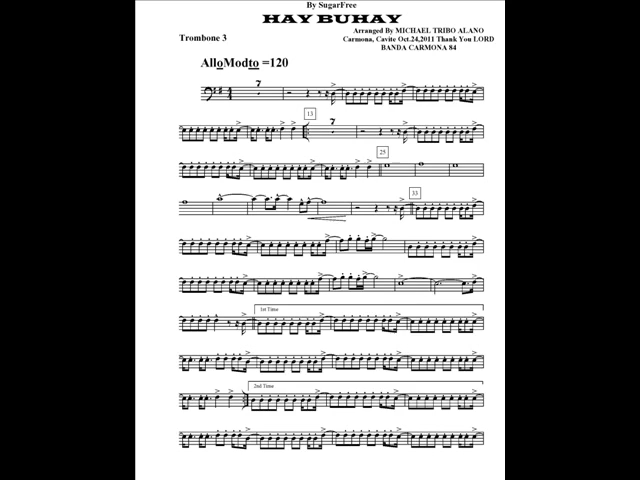 By SugarFree
HAY BUHAY
Arranged By MICHAEL TRIBO ALANO
Trombone 3
Carmona, Cavite Oct.24,2011 Thank You LORD
BANDA CARMONA 84
AlloModto =120
7
13
7
25
33
1st Time
2nd Time